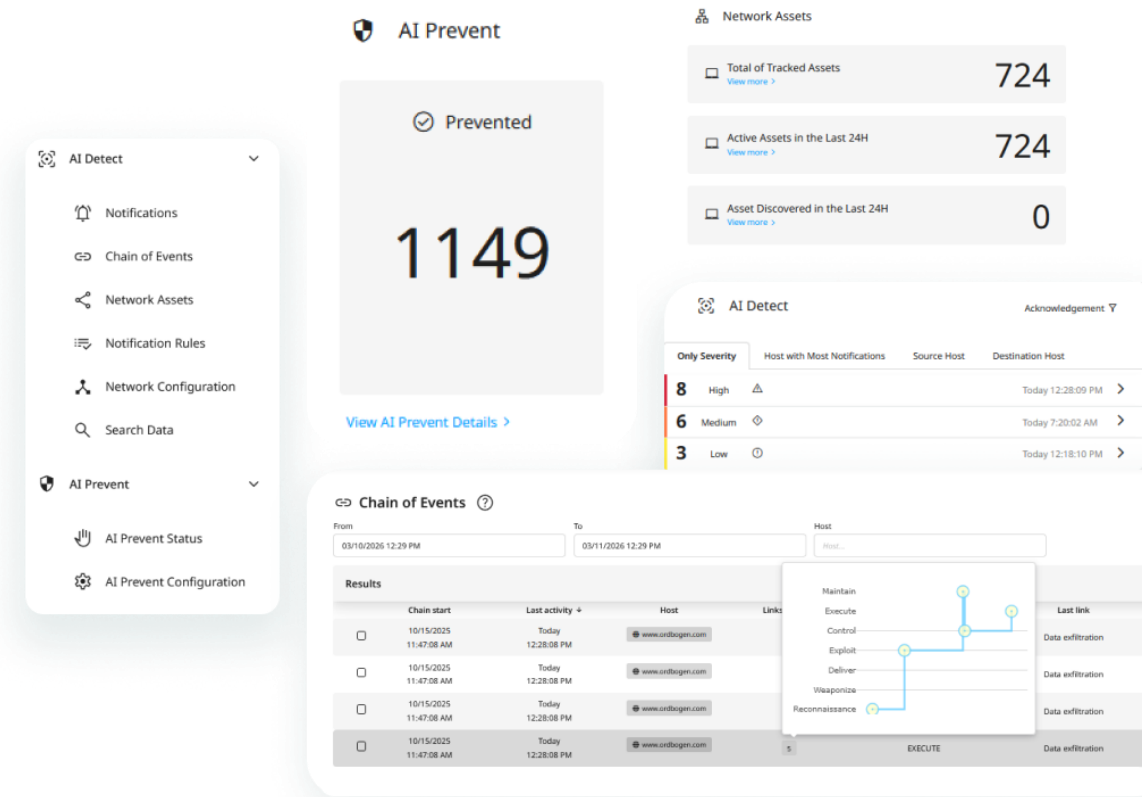 AI Detect
Notifications
Chain of Events
Network Assets
Notification Rules
Network Configuration
Search Data
AI Prevent
AI Prevent Status
AI Prevent Configuration
AI Prevent
Prevented
1149
View AI Prevent Details >
Network Assets
Total of Tracked Assets
View more >
724
Active Assets in the Last 24H
View more >
724
Asset Discovered in the Last 24H
View more >
0
AI Detect
Acknowledgement
Only Severity Host with Most Notifications Source Host Destination Host
8 High Today 12:28:09 PM
6 Medium Today 7:20:02 AM
3 Low Today 12:18:10 PM
Chain of Events ?
From To Host
03/10/2026 12:29 PM 03/11/2026 12:29 PM Host...
Results
Chain start Last activity ↓ Host Links Last link
10/15/2025 Today www.ordbogen.com Data exfiltration
11:47:08 AM 12:28:08 PM
10/15/2025 Today www.ordbogen.com Data exfiltration
11:47:08 AM 12:28:08 PM
10/15/2025 Today www.ordbogen.com Data exfiltration
11:47:08 AM 12:28:08 PM
10/15/2025 Today www.ordbogen.com 5 EXECUTE Data exfiltration
11:47:08 AM 12:28:08 PM
Maintain
Execute
Control
Exploit
Deliver
Weaponize
Reconnaissance